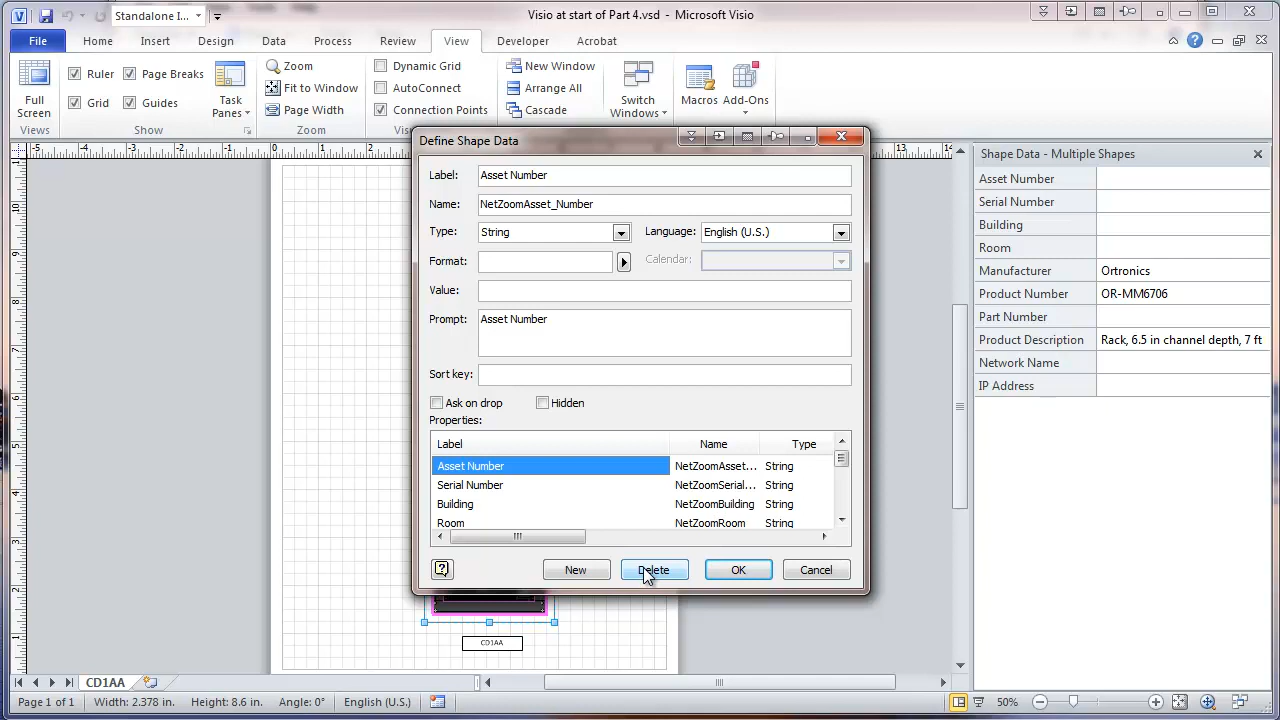 Standalone I...
Visio at start of Part 4.vsd - Microsoft Visio
File Home Insert Design Data Process Review View Developer Acrobat
Full Screen
Views
Ruler Page Breaks
Grid Guides
Task Panes
Show
Zoom
Fit to Window
Page Width
Zoom
Dynamic Grid
AutoConnect
Connection Points
New Window
Arrange All
Cascade
Switch Windows
Macros
Add-Ons
Define Shape Data
Label: Asset Number
Name: NetZoomAsset_Number
Type: String Language: English (U.S.)
Format: Calendar:
Value:
Prompt: Asset Number
Sort key:
Ask on drop Hidden
Properties:
Label Name Type
Asset Number NetZoomAsset... String
Serial Number NetZoomSerial... String
Building NetZoomBuilding String
Room NetZoomRoom String
New Delete OK Cancel
Shape Data - Multiple Shapes
Asset Number
Serial Number
Building
Room
Manufacturer Ortronics
Product Number OR-MM6706
Part Number
Product Description Rack, 6.5 in channel depth, 7 ft
Network Name
IP Address
CD1AA
CD1AA
Page 1 of 1 Width: 2.378 in. Height: 8.6 in. Angle: 0° English (U.S.) 50%